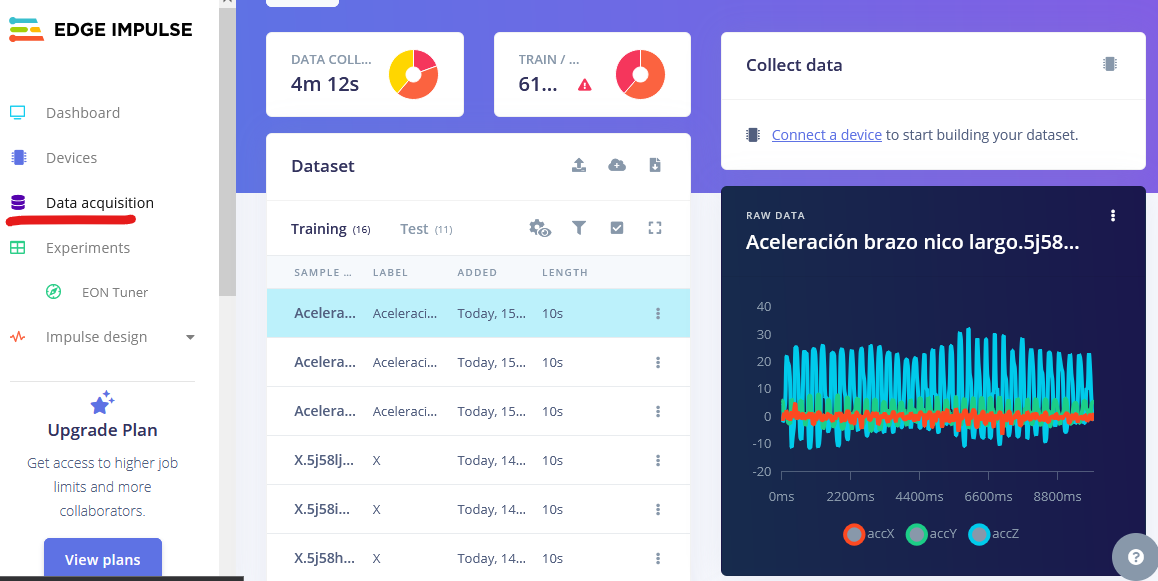 EDGE IMPULSE
Dashboard
Devices
Data acquisition
Experiments
EON Tuner
Impulse design
Upgrade Plan
Get access to higher job
limits and more
collaborators.
View plans
DATA COLL...
4m 12s
TRAIN / ...
61...
Dataset
Training (16) Test (11)
SAMPLE ... LABEL ADDED LENGTH
Acelera... Aceleraci... Today, 15... 10s
Acelera... Aceleraci... Today, 15... 10s
Acelera... Aceleraci... Today, 15... 10s
X.5j58lj... X Today, 14... 10s
X.5j58i... X Today, 14... 10s
X.5j58h... X Today, 14... 10s
Collect data
Connect a device to start building your dataset.
RAW DATA
Aceleración brazo nico largo.5j58...
40
30
20
10
0
-10
-20
0ms 2200ms 4400ms 6600ms 8800ms
accX accY accZ
?